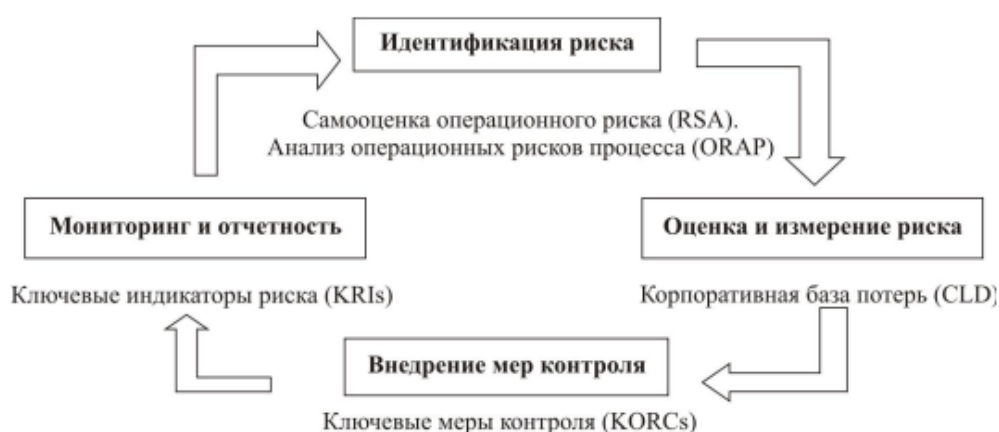 Идентификация риска
Самооценка операционного риска (RSA).
Анализ операционных рисков процесса (ORAP)
Мониторинг и отчетность
Оценка и измерение риска
Ключевые индикаторы риска (KRIs)
Корпоративная база потерь (CLD)
Внедрение мер контроля
Ключевые меры контроля (KORCs)